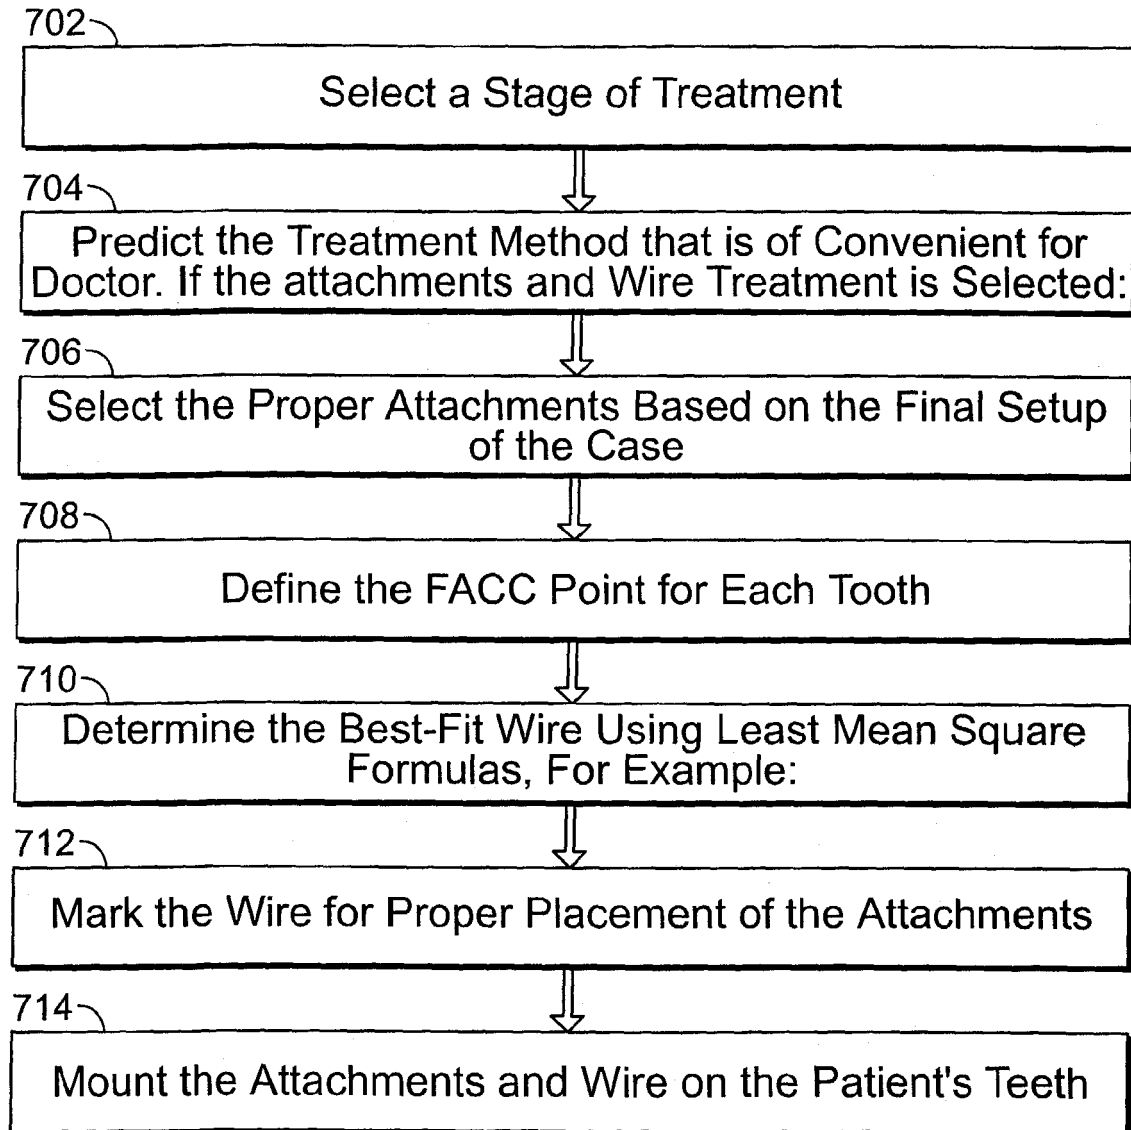 702
Select a Stage of Treatment
704
Predict the Treatment Method that is of Convenient for
Doctor. If the attachments and Wire Treatment is Selected:
706
Select the Proper Attachments Based on the Final Setup
of the Case
708
Define the FACC Point for Each Tooth
710
Determine the Best-Fit Wire Using Least Mean Square
Formulas, For Example:
712
Mark the Wire for Proper Placement of the Attachments
714
Mount the Attachments and Wire on the Patient's Teeth